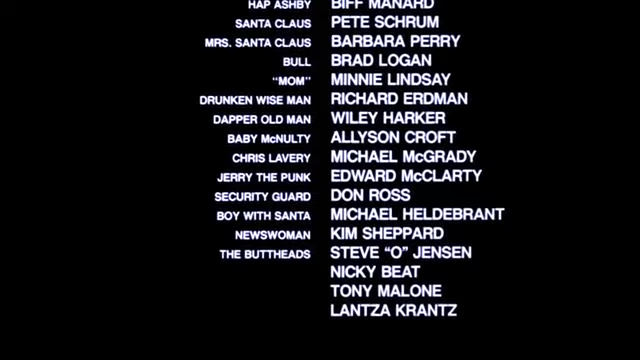 HAP ASHBY BIFF MANARD
SANTA CLAUS PETE SCHRUM
MRS. SANTA CLAUS BARBARA PERRY
BULL BRAD LOGAN
“MOM” MINNIE LINDSAY
DRUNKEN WISE MAN RICHARD ERDMAN
DAPPER OLD MAN WILEY HARKER
BABY McNULTY ALLYSON CROFT
CHRIS LAVERY MICHAEL McGRADY
JERRY THE PUNK EDWARD McCLARTY
SECURITY GUARD DON ROSS
BOY WITH SANTA MICHAEL HELDEBRANT
NEWSWOMAN KIM SHEPPARD
THE BUTTHEADS STEVE “O” JENSEN
NICKY BEAT
TONY MALONE
LANTZA KRANTZ